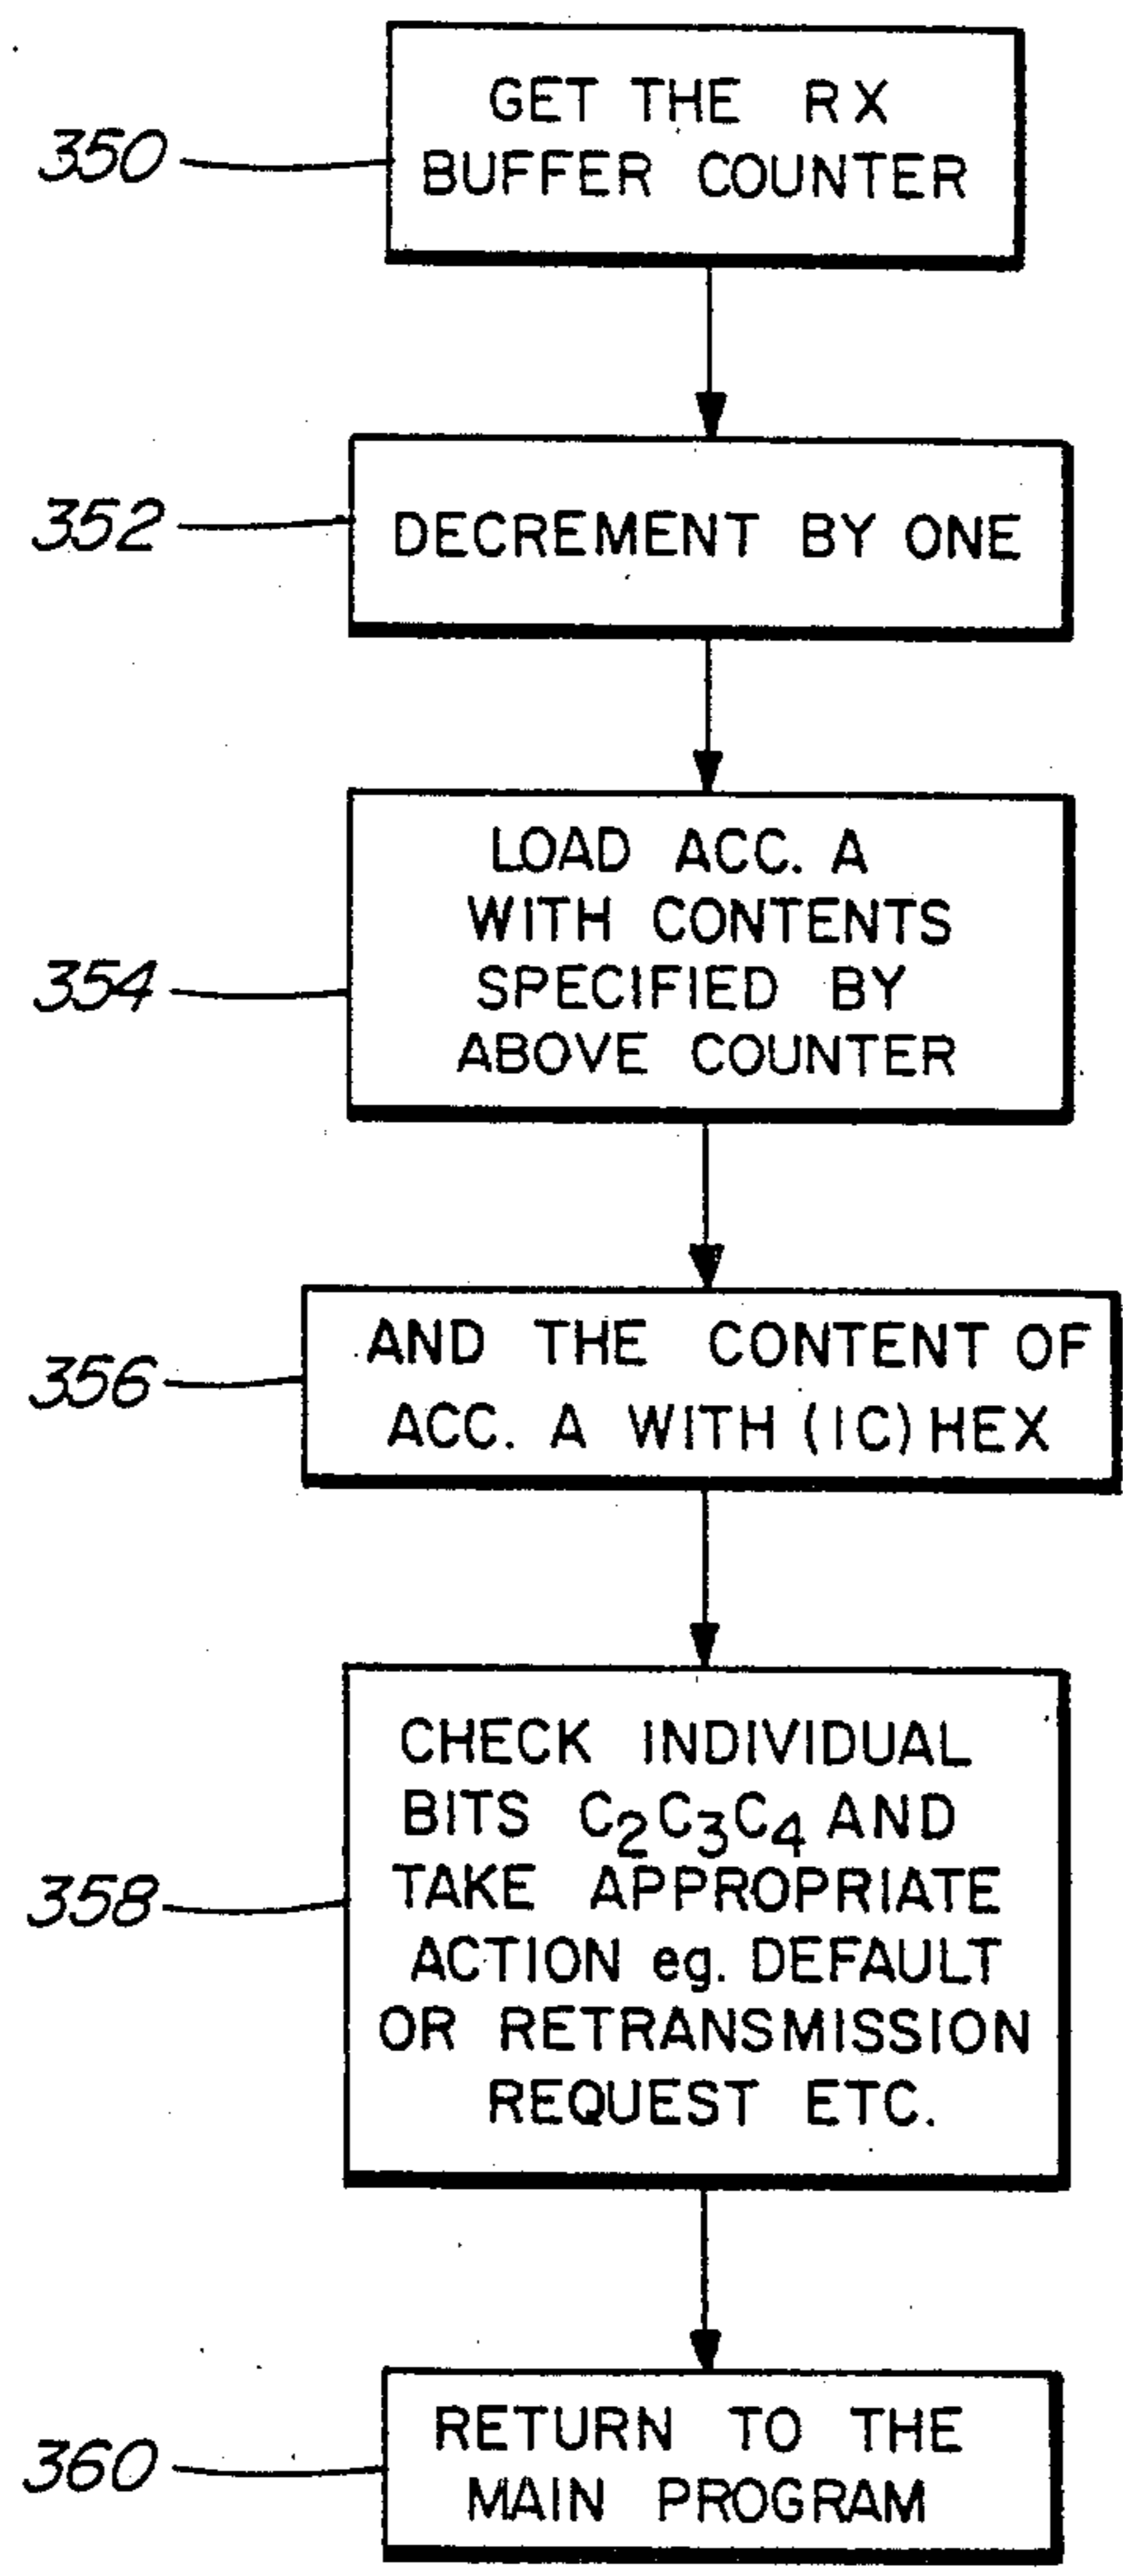 GET THE RX
350
BUFFER COUNTER
352
DECREMENT BY ONE
LOAD ACC. A
WITH CONTENTS
354
SPECIFIED BY
ABOVE COUNTER
AND THE CONTENT OF
356
ACC. A WITH (1C) HEX
CHECK INDIVIDUAL
BITS C₂C₃C₄ AND
358
TAKE APPROPRIATE
ACTION eg. DEFAULT
OR RETRANSMISSION
REQUEST ETC.
RETURN TO THE
360
MAIN PROGRAM